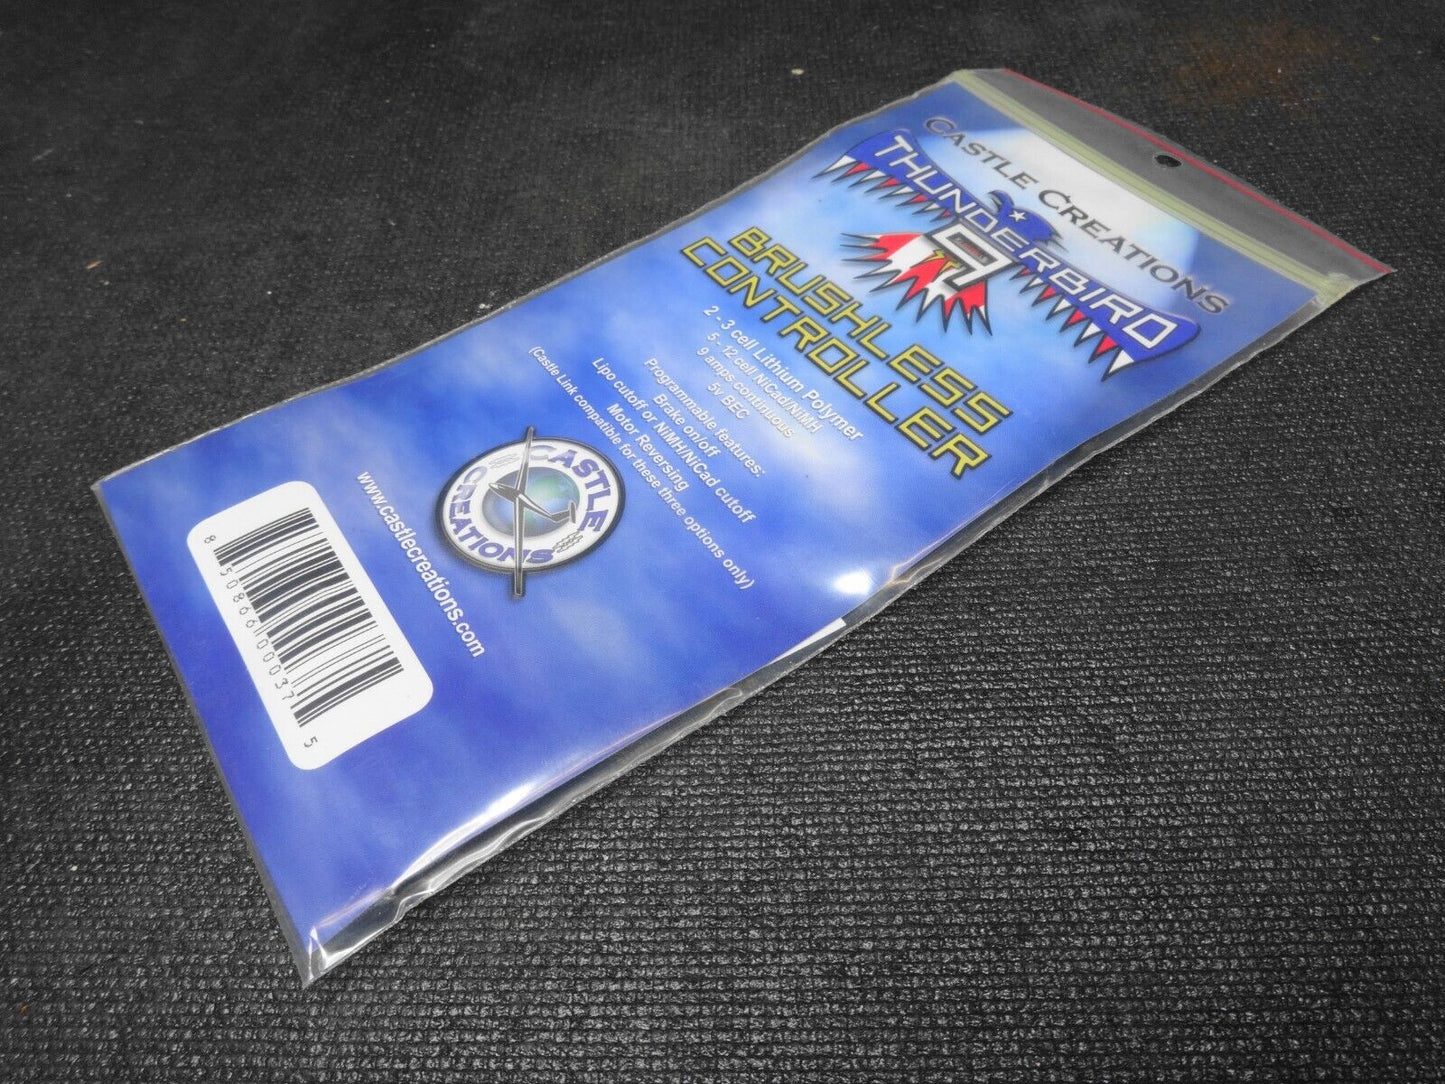 CASTLE CREATIONS
THUNDERBIRD
9
BRUSHLESS
CONTROLLER
2 - 3 cell Lithium Polymer
5 - 12 cell NiCad/NiMH
9 amps continuous
5v BEC
Programmable features:
Brake on/off
Lipo cutoff or NiMH/NiCad cutoff
Motor Reversing
(Castle Link compatible for these three options only)
CASTLE
CREATIONS
www.castlecreations.com
8 50866 00037 5